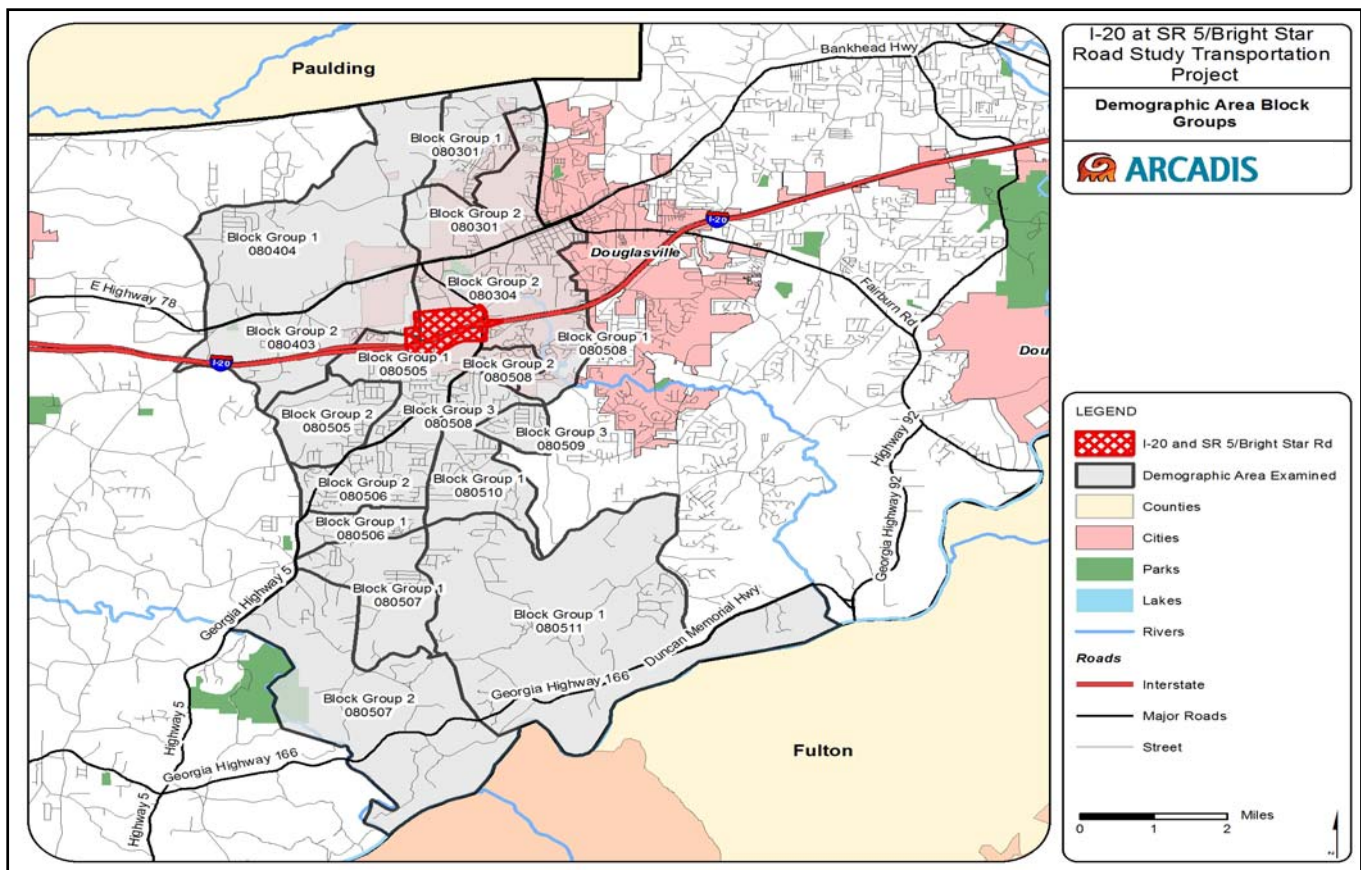 I-20 at SR 5/Bright Star
Road Study Transportation
Project
Demographic Area Block
Groups
ARCADIS
Paulding
Bankhead Hwy
Block Group 1
080301
Block Group 2
080301
I-20
Block Group 1
080404
Douglasville
E Highway 78
Block Group 2
080304
Fairburn Rd
Block Group 2
080403
Block Group 1
080508
I-20
Block Group 1
080505
Block Group 2
080508
Dou
Block Group 2
080505
Block Group 3
080508
Block Group 3
080509
Highway 92
Block Group 2
080506
Block Group 1
080510
Block Group 1
080506
Georgia Highway 92
Georgia Highway 5
Block Group 1
080507
Block Group 1
080511
Duncan Memorial Hwy
Block Group 2
080507
Georgia Highway 166
Highway 5
Georgia Highway 166
Fulton
Highway 5
LEGEND
I-20 and SR 5/Bright Star Rd
Demographic Area Examined
Counties
Cities
Parks
Lakes
Rivers
Roads
Interstate
Major Roads
Street
Miles
0 1 2